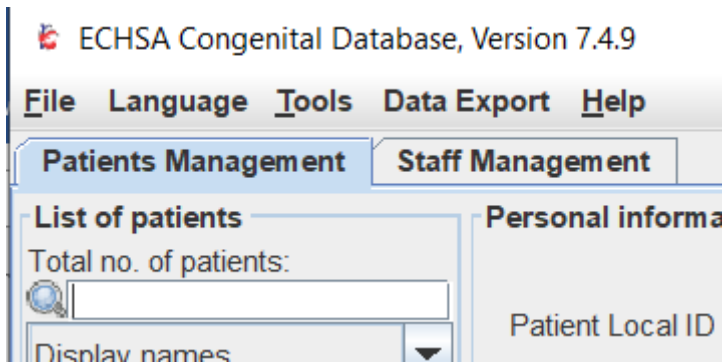 ECHSA Congenital Database, Version 7.4.9
File Language Tools Data Export Help
Patients Management Staff Management
List of patients
Total no. of patients:
Display names
Personal informa
Patient Local ID